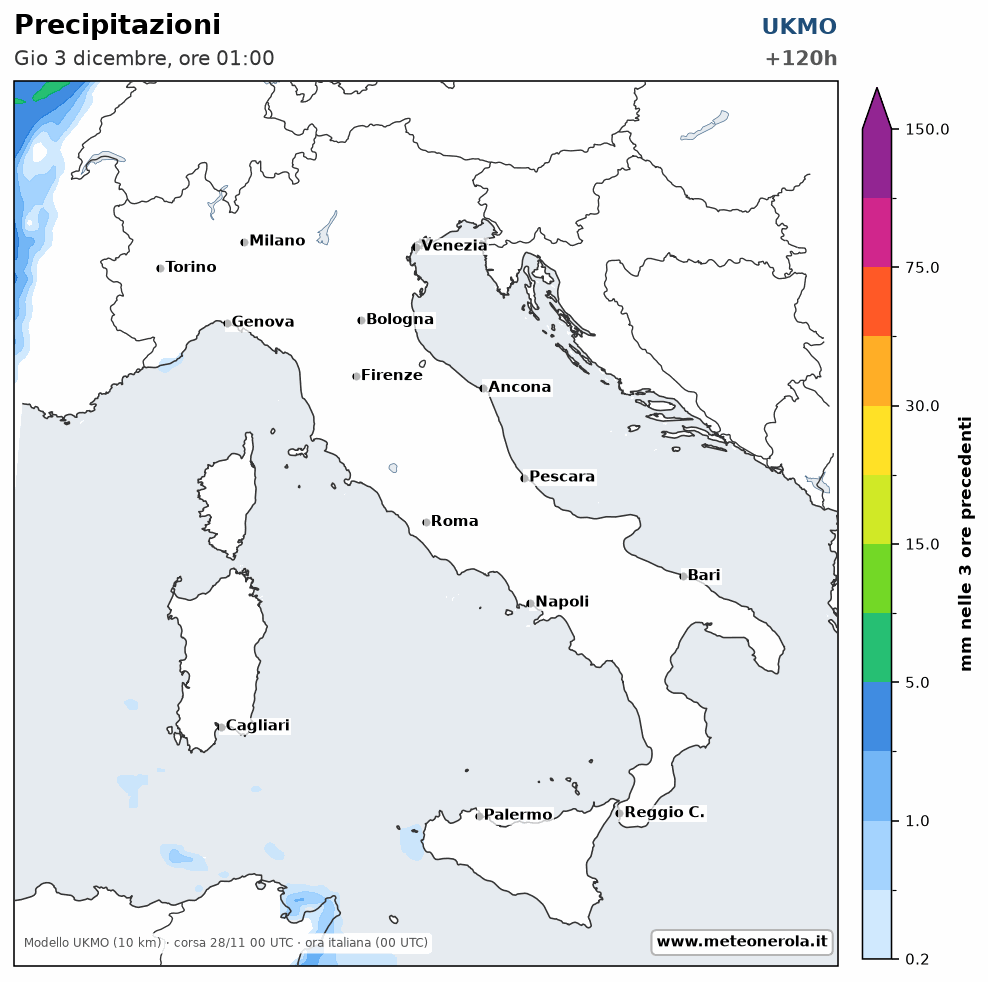 Precipitazioni
UKMO
Gio 3 dicembre, ore 01:00
+120h
150.0
75.0
30.0
15.0
5.0
1.0
0.2
mm nelle 3 ore precedenti
Milano
Venezia
Torino
Genova
Bologna
Firenze
Ancona
Pescara
Roma
Bari
Napoli
Cagliari
Palermo
Reggio C.
Modello UKMO (10 km) · corsa 28/11 00 UTC · ora italiana (00 UTC)
www.meteonerola.it